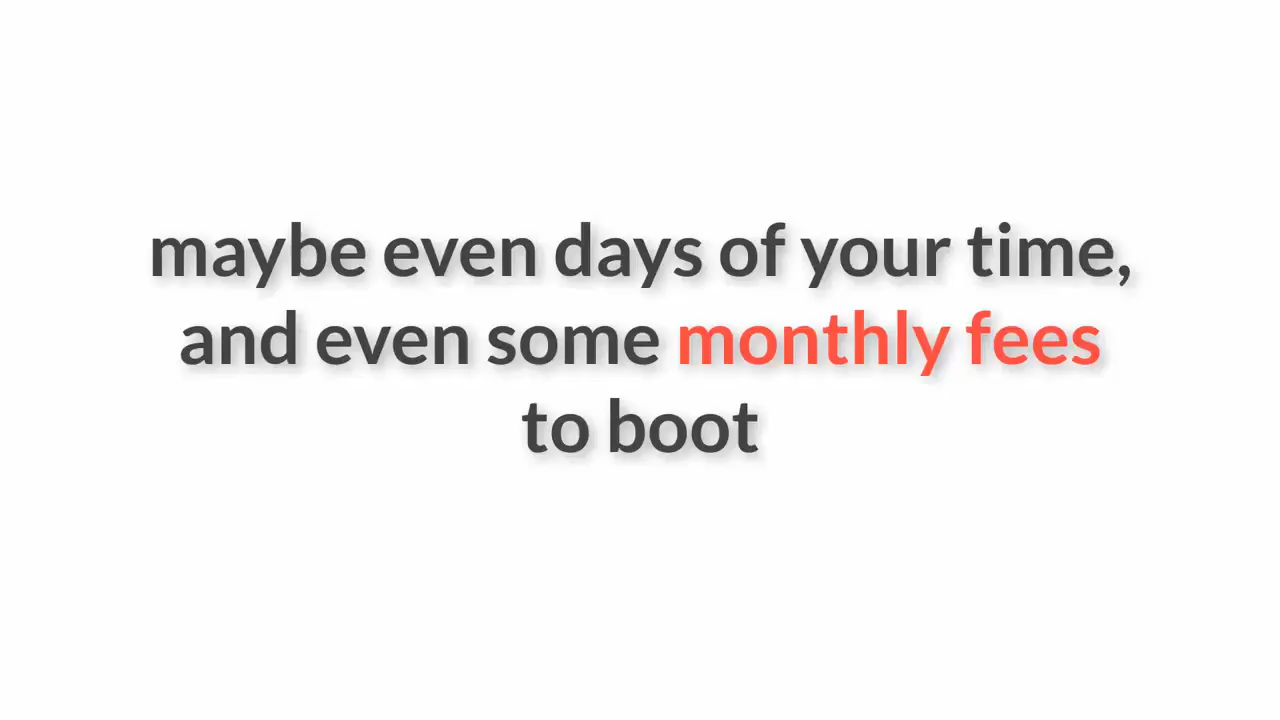 maybe even days of your time,
and even some monthly fees
to boot